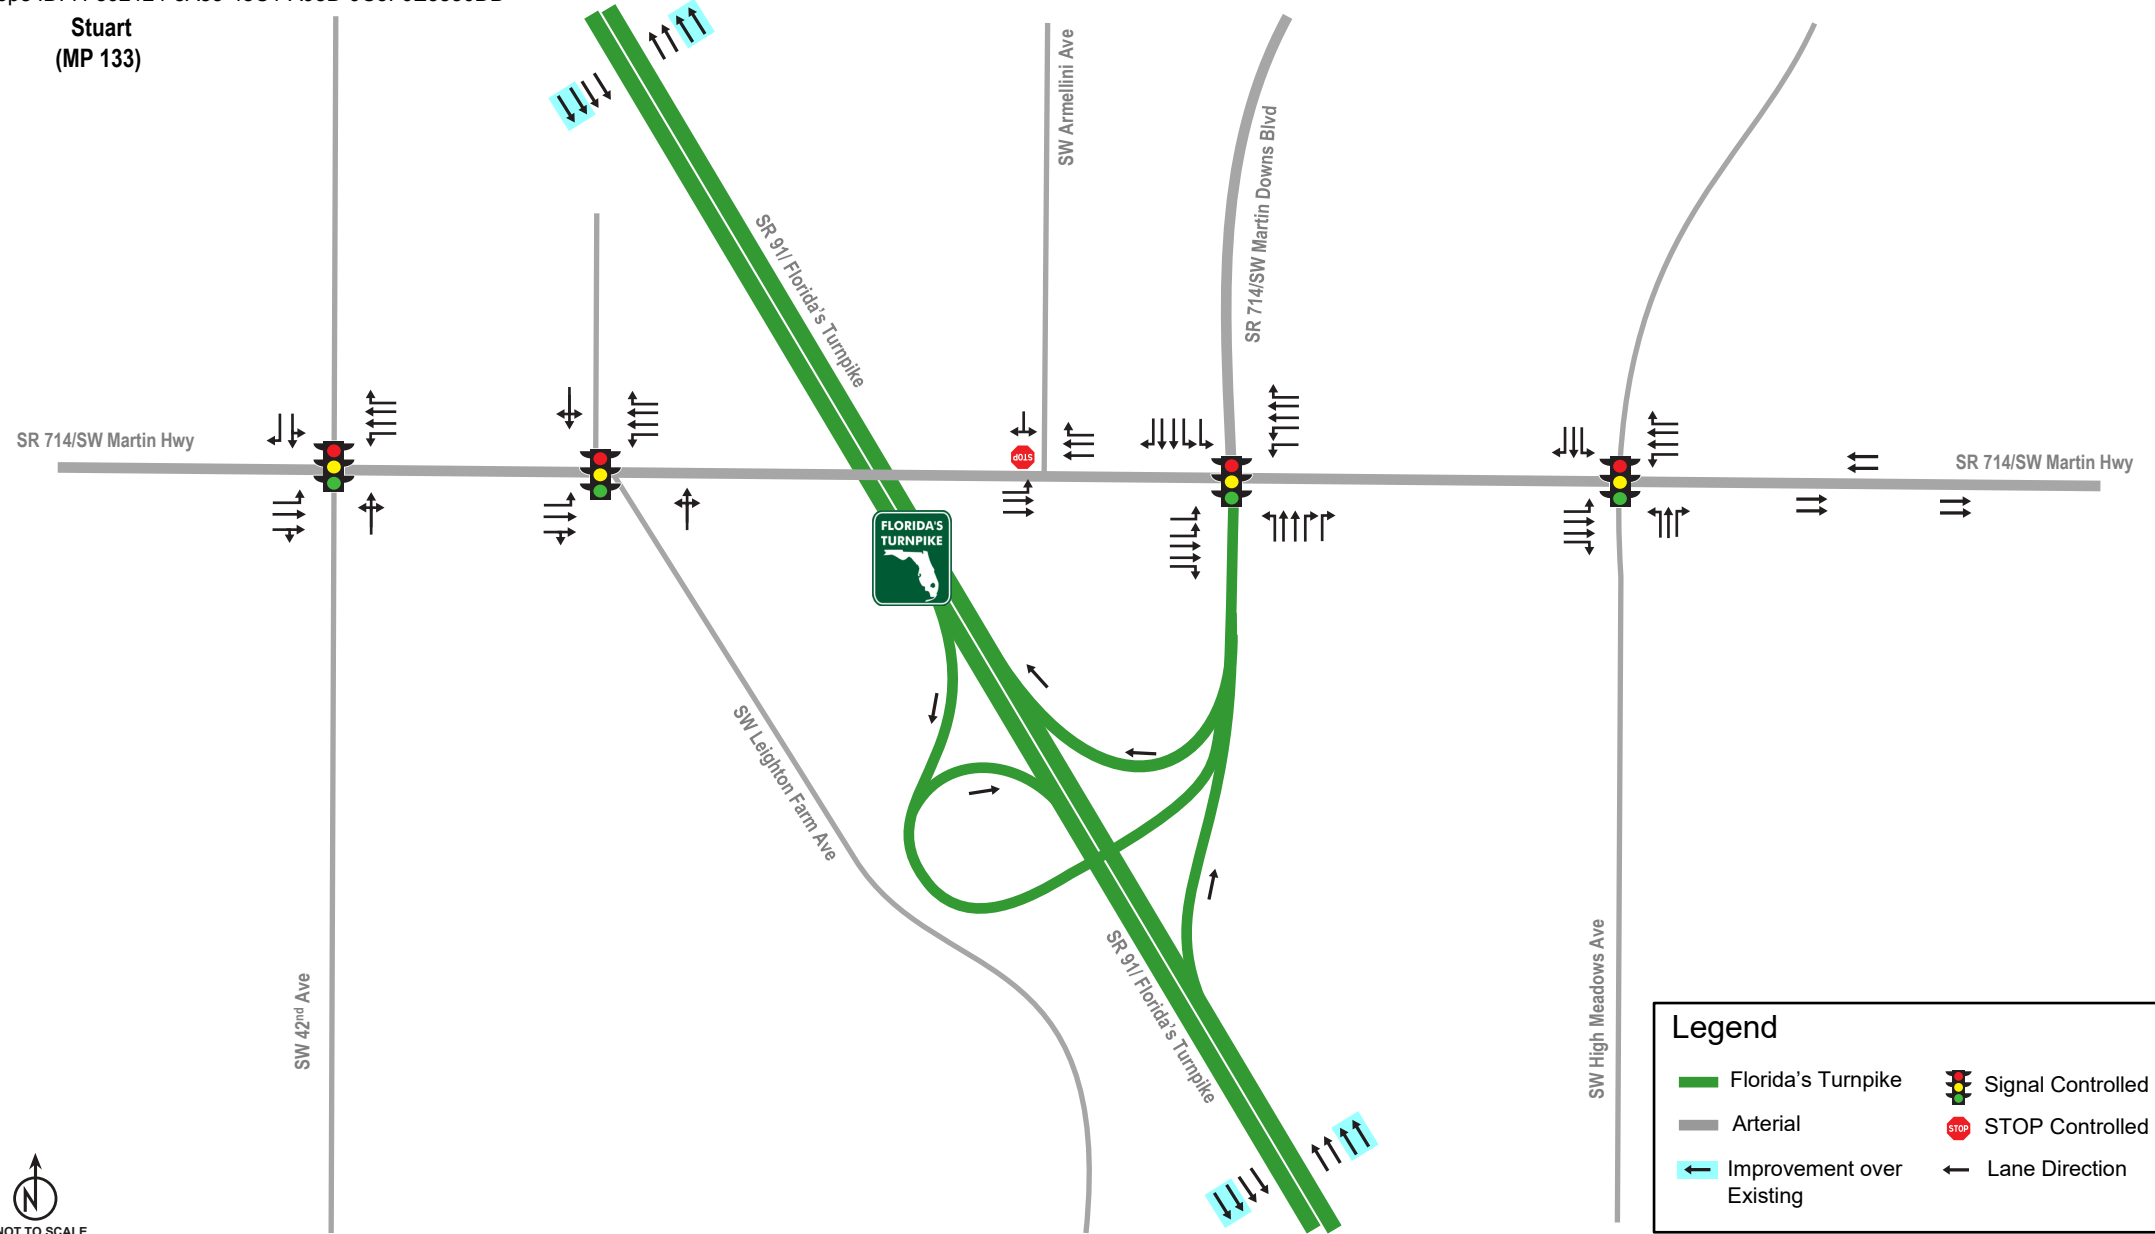 Stuart
(MP 133)
SW Armellini Ave
SR 714/SW Martin Downs Blvd
SR 91/ Florida's Turnpike
SR 714/SW Martin Hwy
SR 714/SW Martin Hwy
STOP
FLORIDA'S
TURNPIKE
SW Leighton Farm Ave
SR 91/ Florida's Turnpike
SW 42nd Ave
SW High Meadows Ave
Legend
Florida's Turnpike
Signal Controlled
Arterial
STOP
STOP Controlled
Improvement over
Existing
Lane Direction
N
NOT TO SCALE